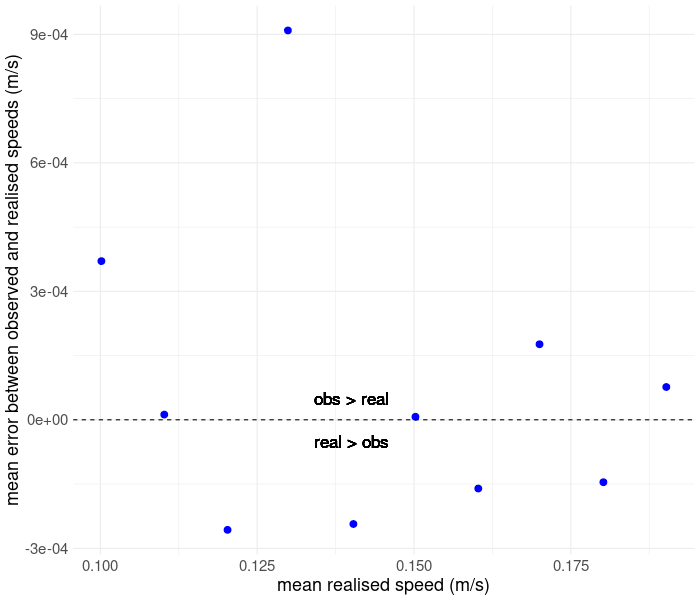 mean error between observed and realised speeds (m/s)
9e-04
6e-04
3e-04
obs > real
0e+00
real > obs
-3e-04
0.100 0.125 0.150 0.175
mean realised speed (m/s)